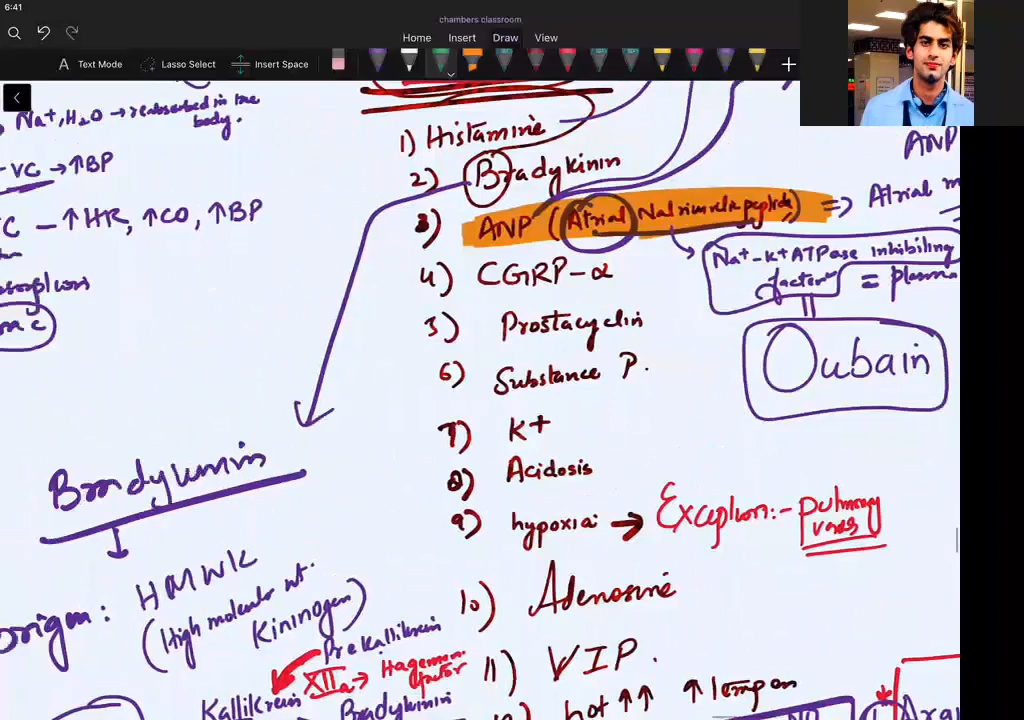 6:41
chambers classroom
Home Insert Draw View
Text Mode Lasso Select Insert Space
Na+, H2O → reabsorbed in the body.
VC → ↑BP
C – ↑HR, ↑CO, ↑BP
1) Histamine
2) Bradykinin
3) ANP (Atrial Natriuretic peptide) ⇒ Atrial
ANP
Na+-K+ATPase inhibiting factor = plasma
Oubain
4) CGRP-α
5) Prostacyclin
6) Substance P.
7) K+
8) Acidosis
9) hypoxia → Exception:- pulmonary
10) Adenosine
11) VIP.
hot ↑↑ ↑ temp
Bradykinin
origin: HMWK
(High molecular wt. Kininogen)
Prekallikrein
XIIa → Hageman factor
Kallikrein
Bradykinin